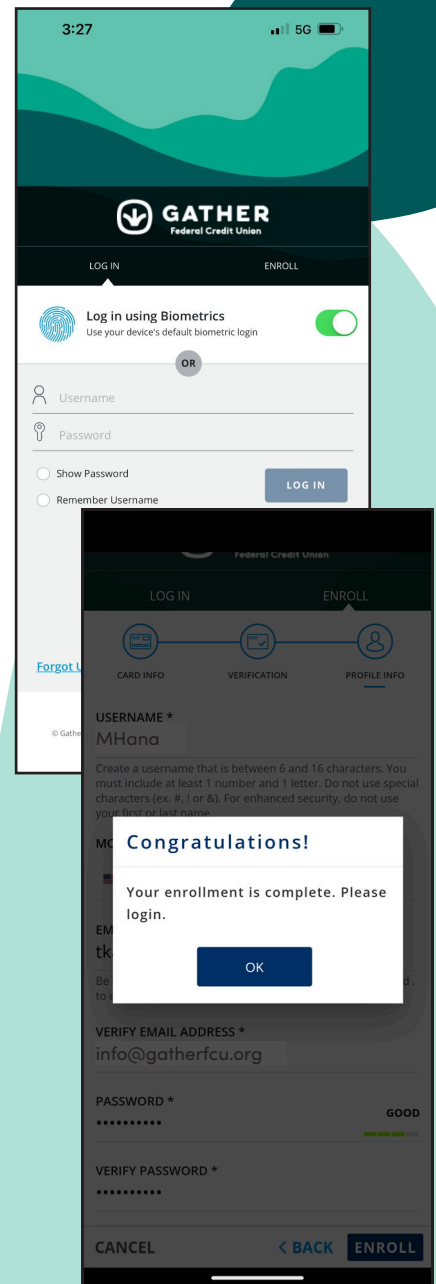 3:27
5G
GATHER
Federal Credit Union
LOG IN ENROLL
Log in using Biometrics
Use your device's default biometric login
OR
Username
Password
Show Password
Remember Username
LOG IN
Forgot
© Gathe
Federal Credit Union
LOG IN ENROLL
CARD INFO VERIFICATION PROFILE INFO
USERNAME *
MHana
Create a username that is between 6 and 16 characters. You
must include at least 1 number and 1 letter. Do not use special
characters (ex. #, ! or &). For enhanced security, do not use
your first or last name.
Congratulations!
Your enrollment is complete. Please
login.
OK
EM
tk
Be
to e
VERIFY EMAIL ADDRESS *
info@gatherfcu.org
PASSWORD *
••••••••••
GOOD
VERIFY PASSWORD *
••••••••••
CANCEL < BACK ENROLL